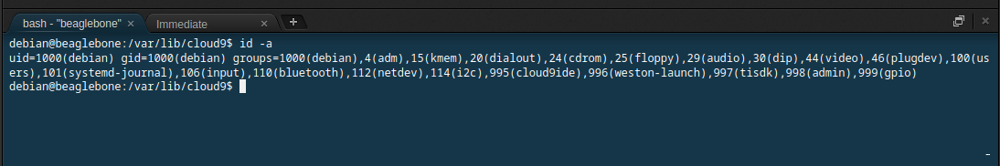 bash - "beaglebone" × Immediate × +
debian@beaglebone:/var/lib/cloud9$ id -a
uid=1000(debian) gid=1000(debian) groups=1000(debian),4(adm),15(kmem),20(dialout),24(cdrom),25(floppy),29(audio),30(dip),44(video),46(plugdev),100(us
ers),101(systemd-journal),106(input),110(bluetooth),112(netdev),114(i2c),995(cloud9ide),996(weston-launch),997(tisdk),998(admin),999(gpio)
debian@beaglebone:/var/lib/cloud9$